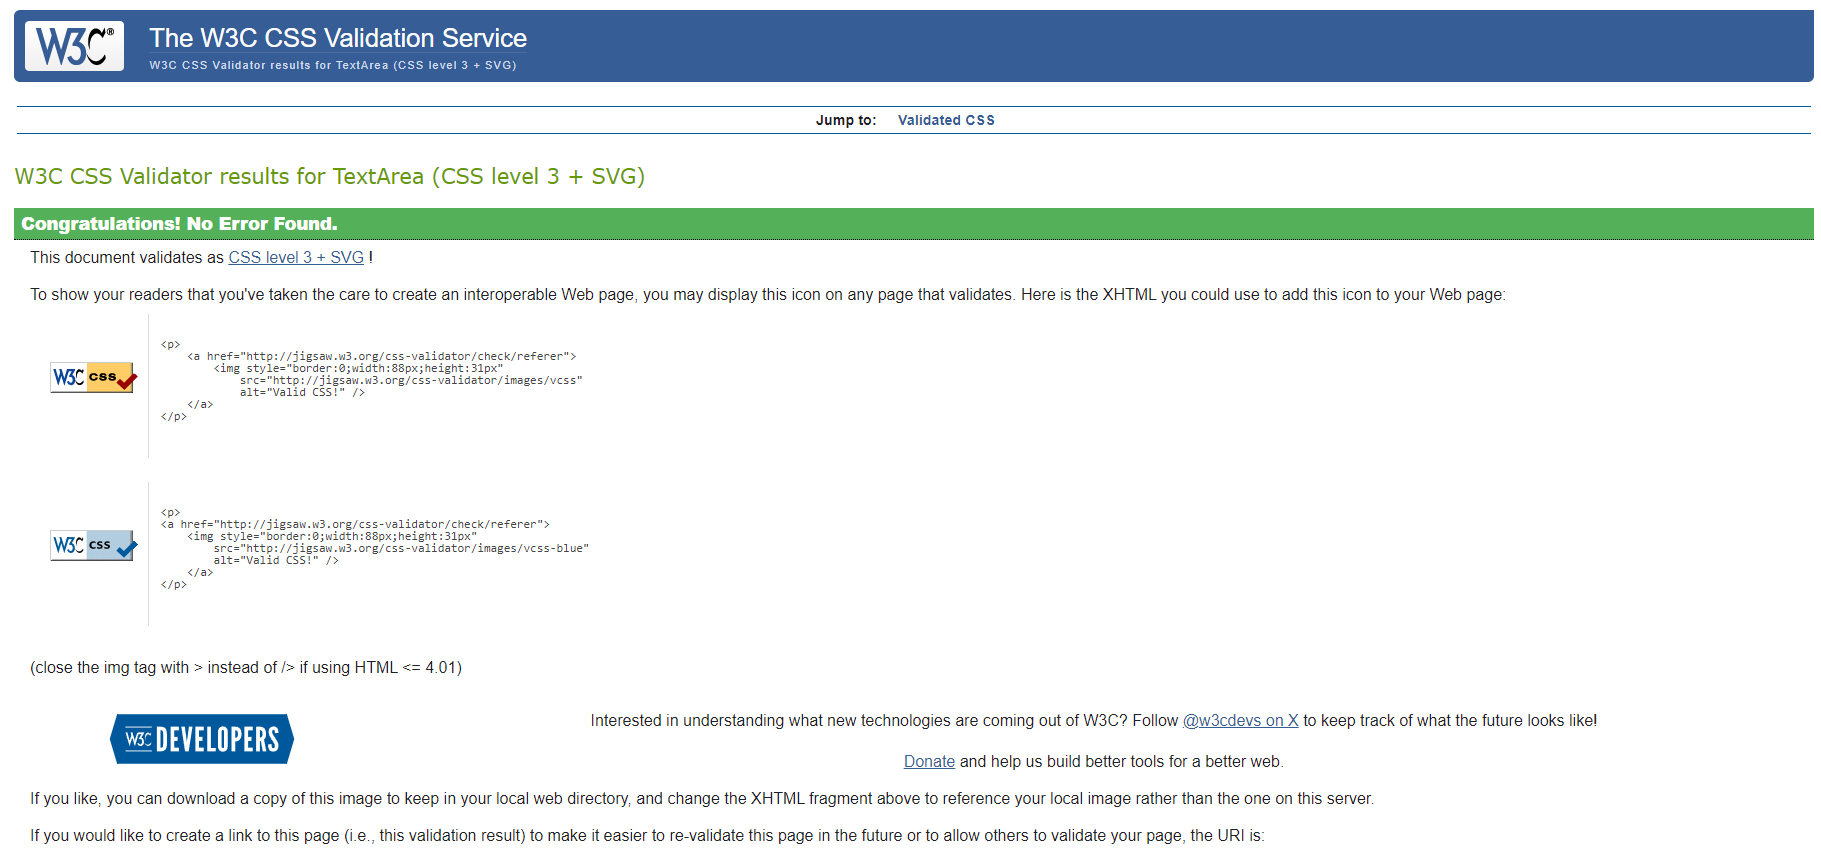 W3C®
The W3C CSS Validation Service
W3C CSS Validator results for TextArea (CSS level 3 + SVG)
Jump to: Validated CSS
W3C CSS Validator results for TextArea (CSS level 3 + SVG)
Congratulations! No Error Found.
This document validates as CSS level 3 + SVG !
To show your readers that you've taken the care to create an interoperable Web page, you may display this icon on any page that validates. Here is the XHTML you could use to add this icon to your Web page:
W3C css
<p>
    <a href="http://jigsaw.w3.org/css-validator/check/referer">
        <img style="border:0;width:88px;height:31px"
            src="http://jigsaw.w3.org/css-validator/images/vcss"
            alt="Valid CSS!" />
    </a>
</p>
W3C css
<p>
<a href="http://jigsaw.w3.org/css-validator/check/referer">
    <img style="border:0;width:88px;height:31px"
        src="http://jigsaw.w3.org/css-validator/images/vcss-blue"
        alt="Valid CSS!" />
    </a>
</p>
(close the img tag with > instead of /> if using HTML <= 4.01)
W3C DEVELOPERS
Interested in understanding what new technologies are coming out of W3C? Follow @w3cdevs on X to keep track of what the future looks like!
Donate and help us build better tools for a better web.
If you like, you can download a copy of this image to keep in your local web directory, and change the XHTML fragment above to reference your local image rather than the one on this server.
If you would like to create a link to this page (i.e., this validation result) to make it easier to re-validate this page in the future or to allow others to validate your page, the URI is: